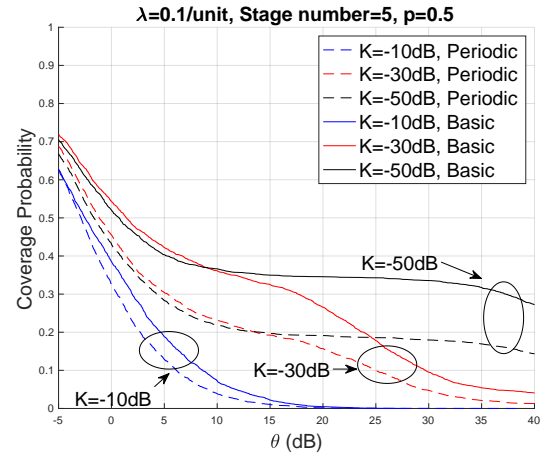 λ=0.1/unit, Stage number=5, p=0.5
Coverage Probability
1
0.9
0.8
0.7
0.6
0.5
0.4
0.3
0.2
0.1
0
K=-10dB, Periodic
K=-30dB, Periodic
K=-50dB, Periodic
K=-10dB, Basic
K=-30dB, Basic
K=-50dB, Basic
K=-50dB
K=-30dB
K=-10dB
-5 0 5 10 15 20 25 30 35 40
θ (dB)